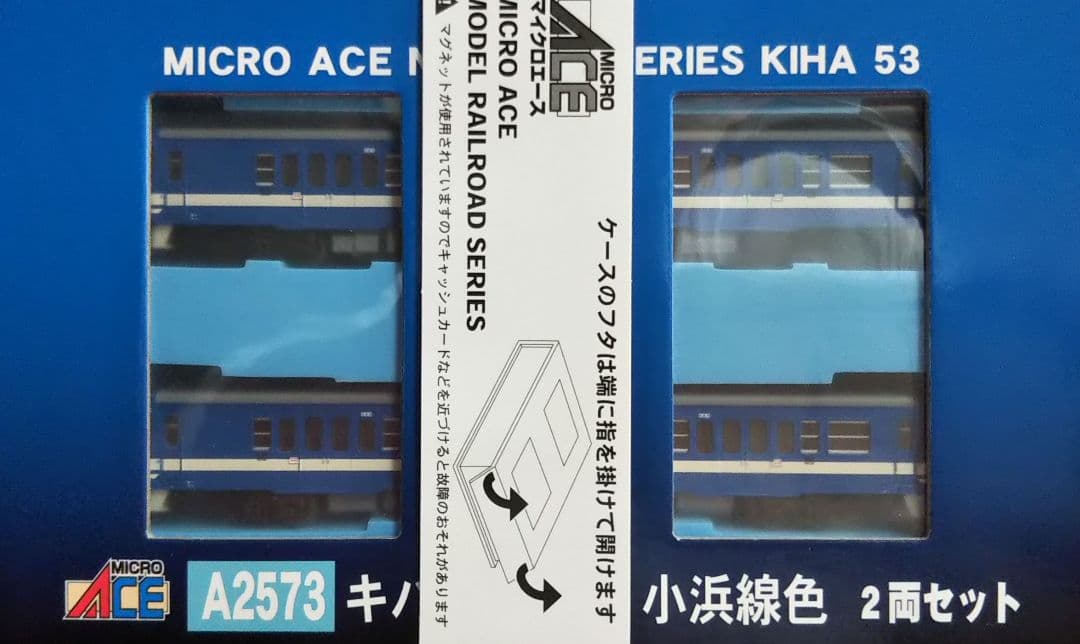 MICRO ACE N
ERIES KIHA 53
MICRO
ACE
マイクロエース
MICRO ACE
MODEL RAILROAD SERIES
マグネットが使用されていますのでキャッシュカードなどを近づけると故障のおそれがあります
ケースのフタは端に指を掛けて開けます
MICRO
ACE
A2573
キハ
小浜線色
2両セット